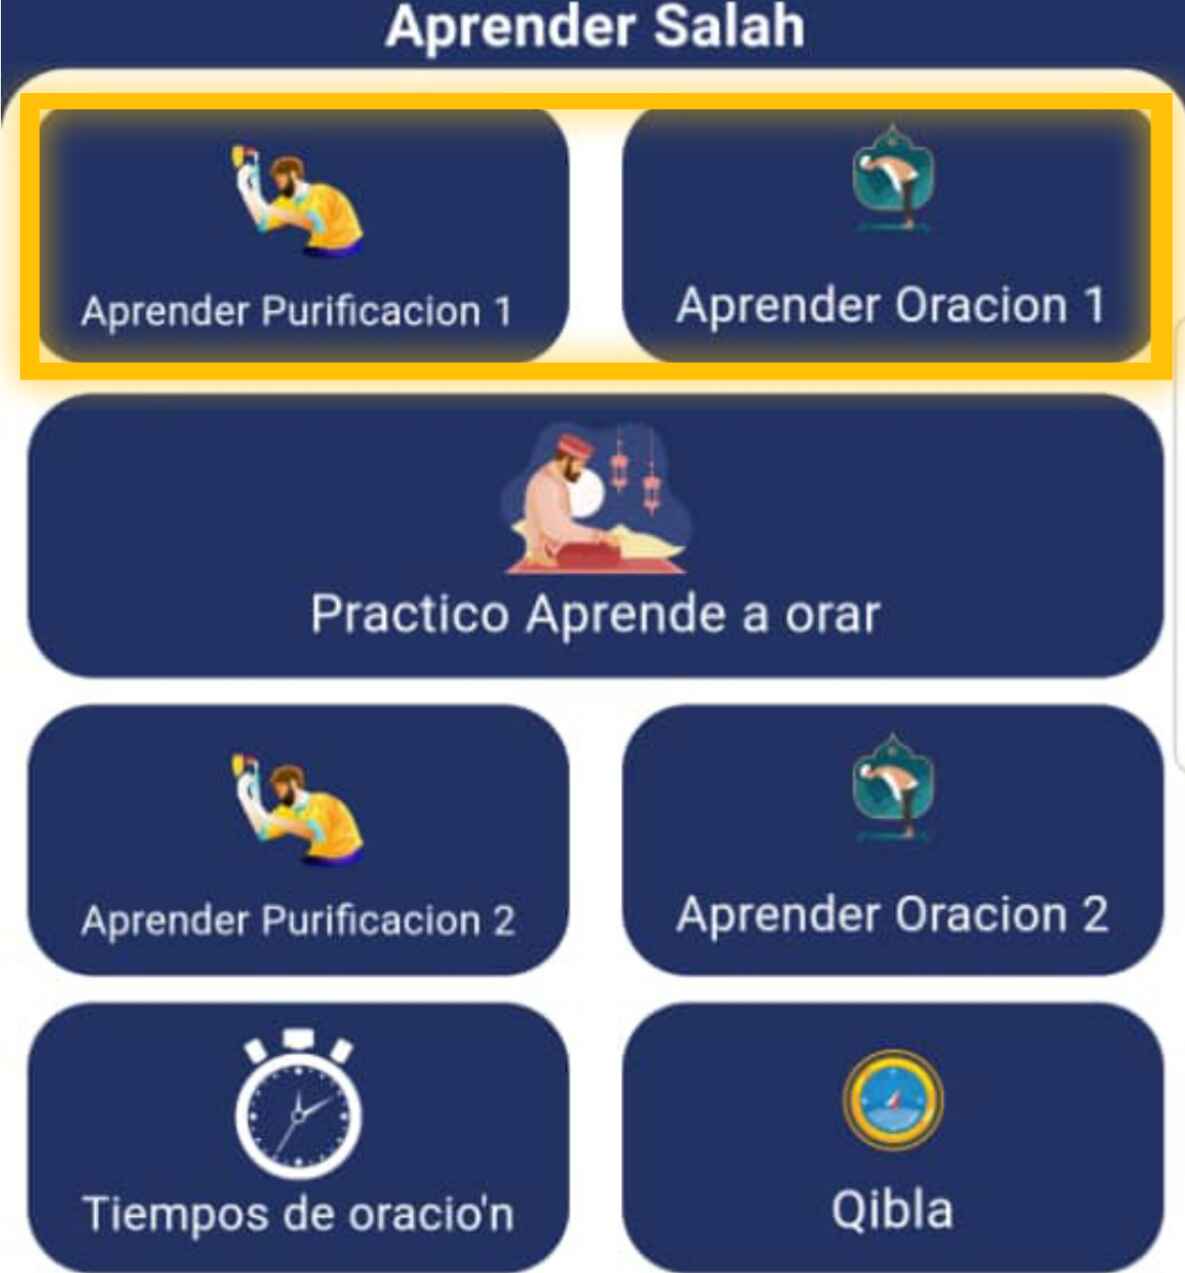 Aprender Salah
Aprender Purificacion 1
Aprender Oracion 1
Practico Aprende a orar
Aprender Purificacion 2
Aprender Oracion 2
Tiempos de oracio'n
Qibla